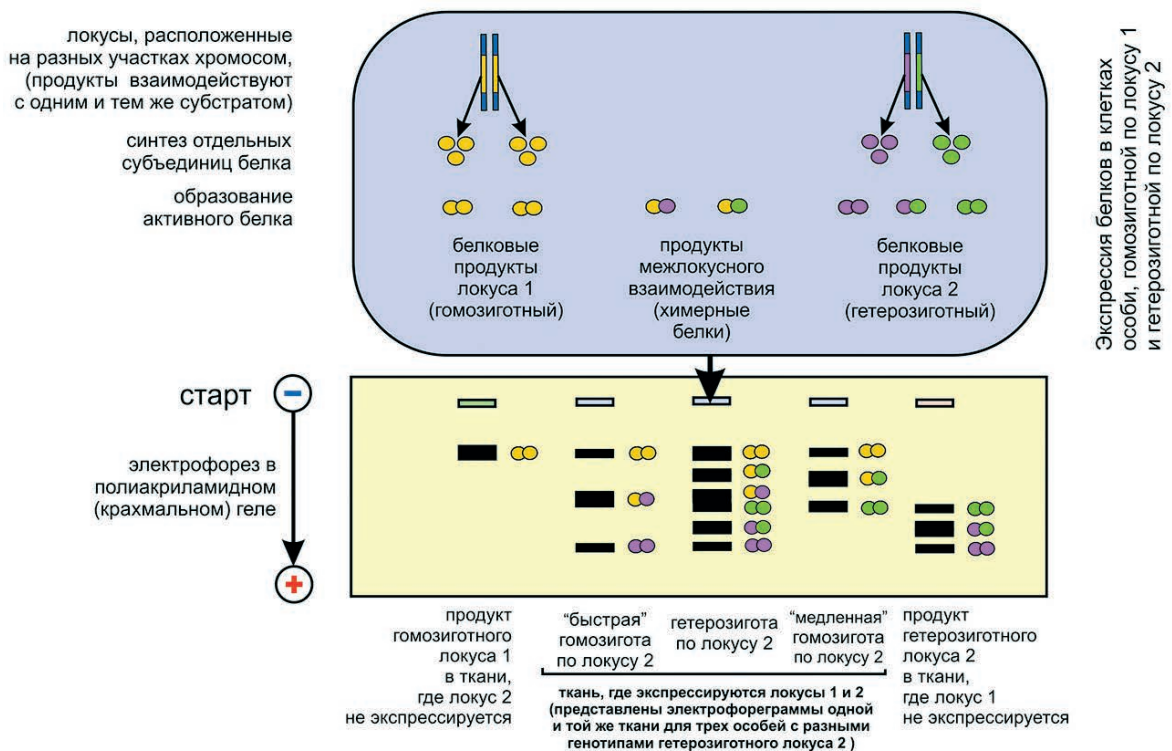 локусы, расположенные
на разных участках хромосом,
(продукты взаимодействуют
с одним и тем же субстратом)
синтез отдельных
субъединиц белка
образование
активного белка
белковые
продукты
локуса 1
(гомозиготный)
продукты
межлокусного
взаимодействия
(химерные
белки)
белковые
продукты
локуса 2
(гетерозиготный)
Экспрессия белков в клетках
особи, гомозиготной по локусу 1
и гетерозиготной по локусу 2
старт
−
электрофорез в
полиакриламидном
(крахмальном) геле
+
продукт
гомозиготного
локуса 1
в ткани,
где локус 2
не экспрессируется
"быстрая"
гомозигота
по локусу 2
гетерозигота
по локусу 2
"медленная"
гомозигота
по локусу 2
продукт
гетерозиготного
локуса 2
в ткани,
где локус 1
не экспрессируется
ткань, где экспрессируются локусы 1 и 2
(представлены электрофореграммы одной
и той же ткани для трех особей с разными
генотипами гетерозиготного локуса 2 )